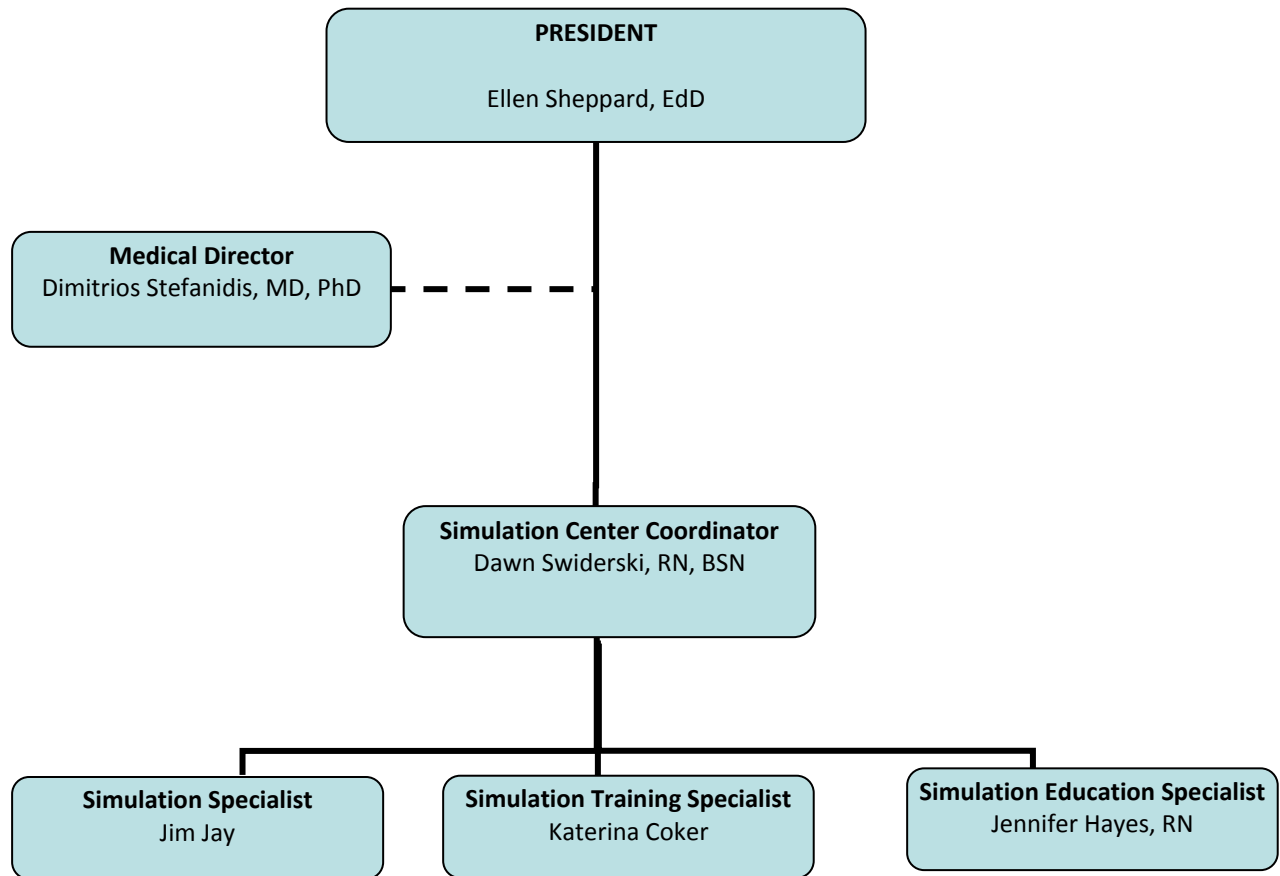 PRESIDENT
Ellen Sheppard, EdD
Medical Director
Dimitrios Stefanidis, MD, PhD
Simulation Center Coordinator
Dawn Swiderski, RN, BSN
Simulation Specialist
Jim Jay
Simulation Training Specialist
Katerina Coker
Simulation Education Specialist
Jennifer Hayes, RN